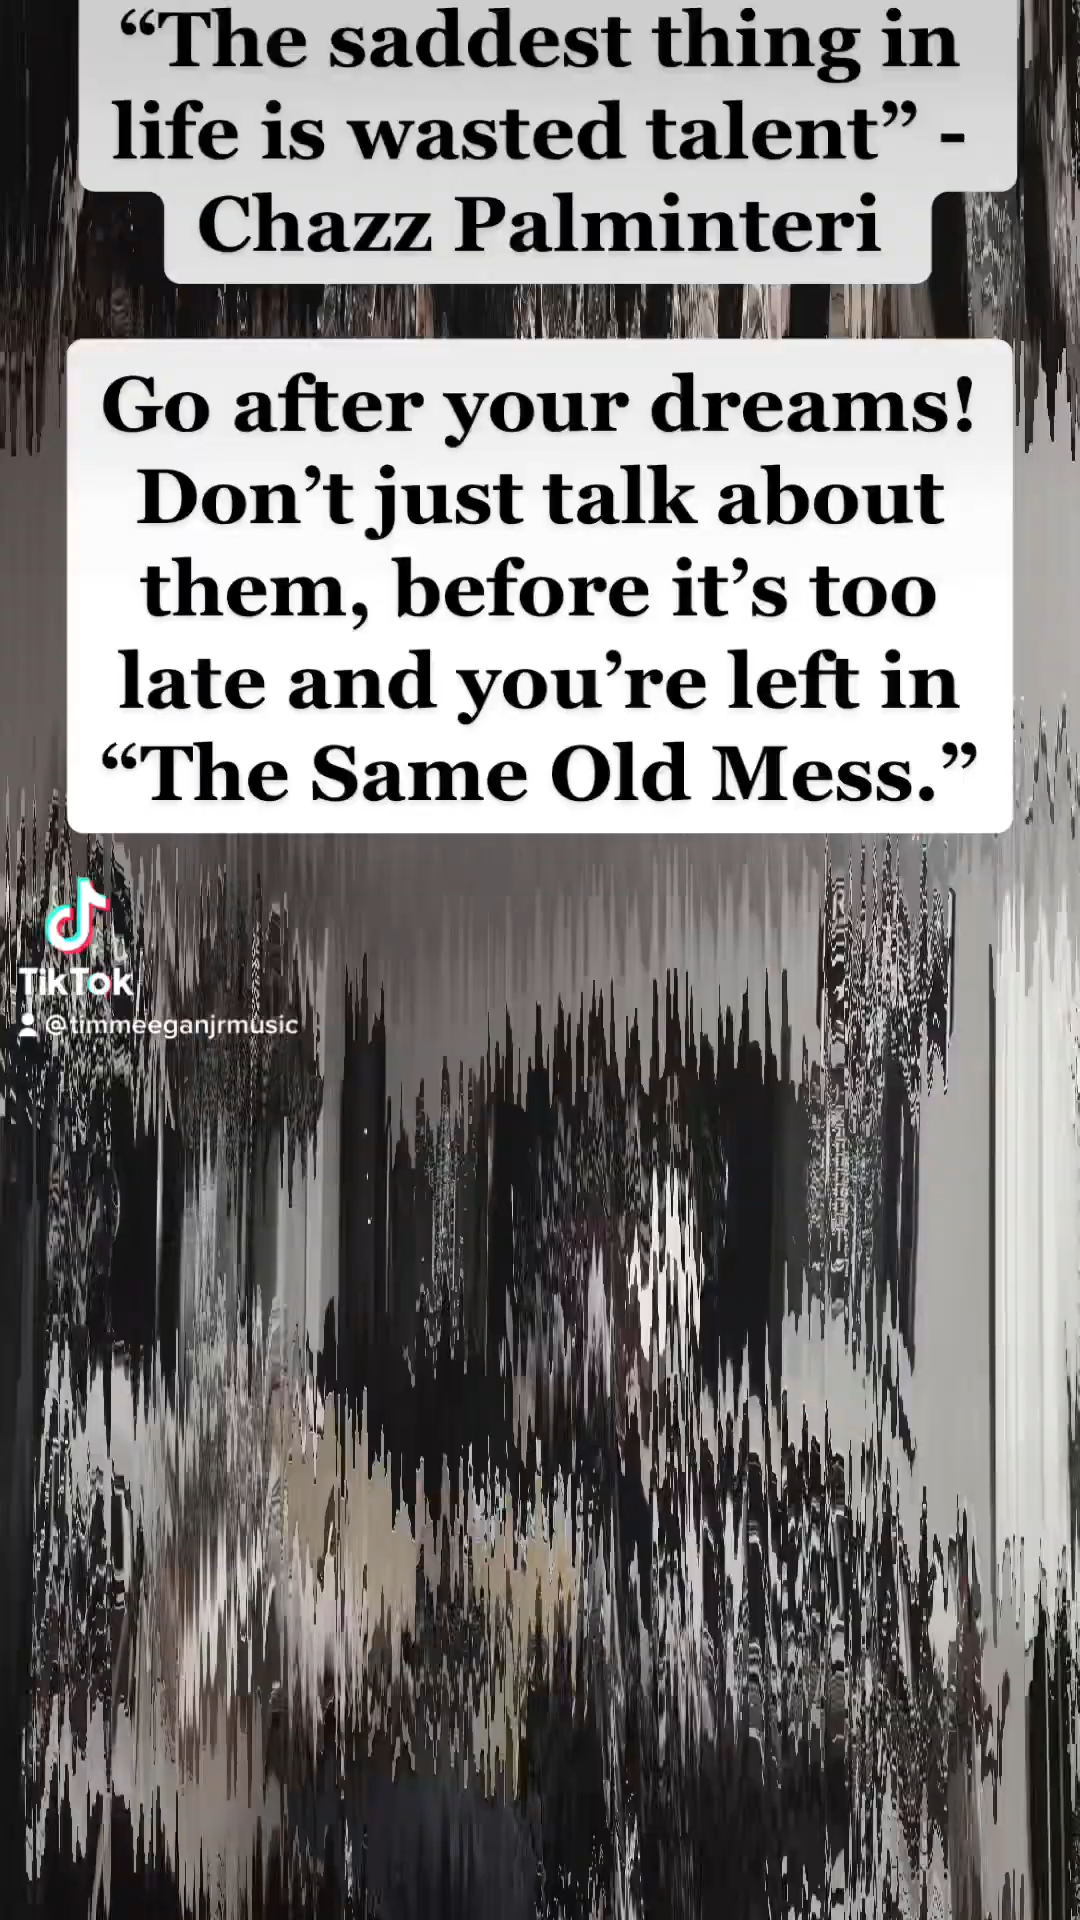 “The saddest thing in
life is wasted talent” -
Chazz Palminteri
Go after your dreams!
Don’t just talk about
them, before it’s too
late and you’re left in
“The Same Old Mess.”
TikTok
@timmeeganjrmusic